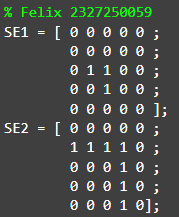 % Felix 2327250059
SE1 = [ 0 0 0 0 0 ;
0 0 0 0 0 ;
0 1 1 0 0 ;
0 0 1 0 0 ;
0 0 0 0 0 ];
SE2 = [ 0 0 0 0 0 ;
1 1 1 1 0 ;
0 0 0 1 0 ;
0 0 0 1 0 ;
0 0 0 1 0];